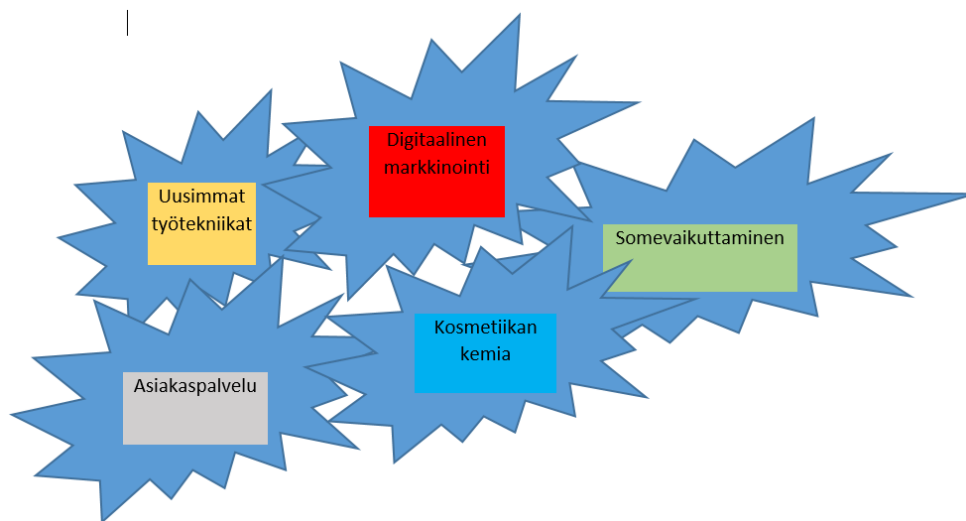 Digitaalinen
markkinointi
Uusimmat
työtekniikat
Somevaikuttaminen
Kosmetiikan
kemia
Asiakaspalvelu